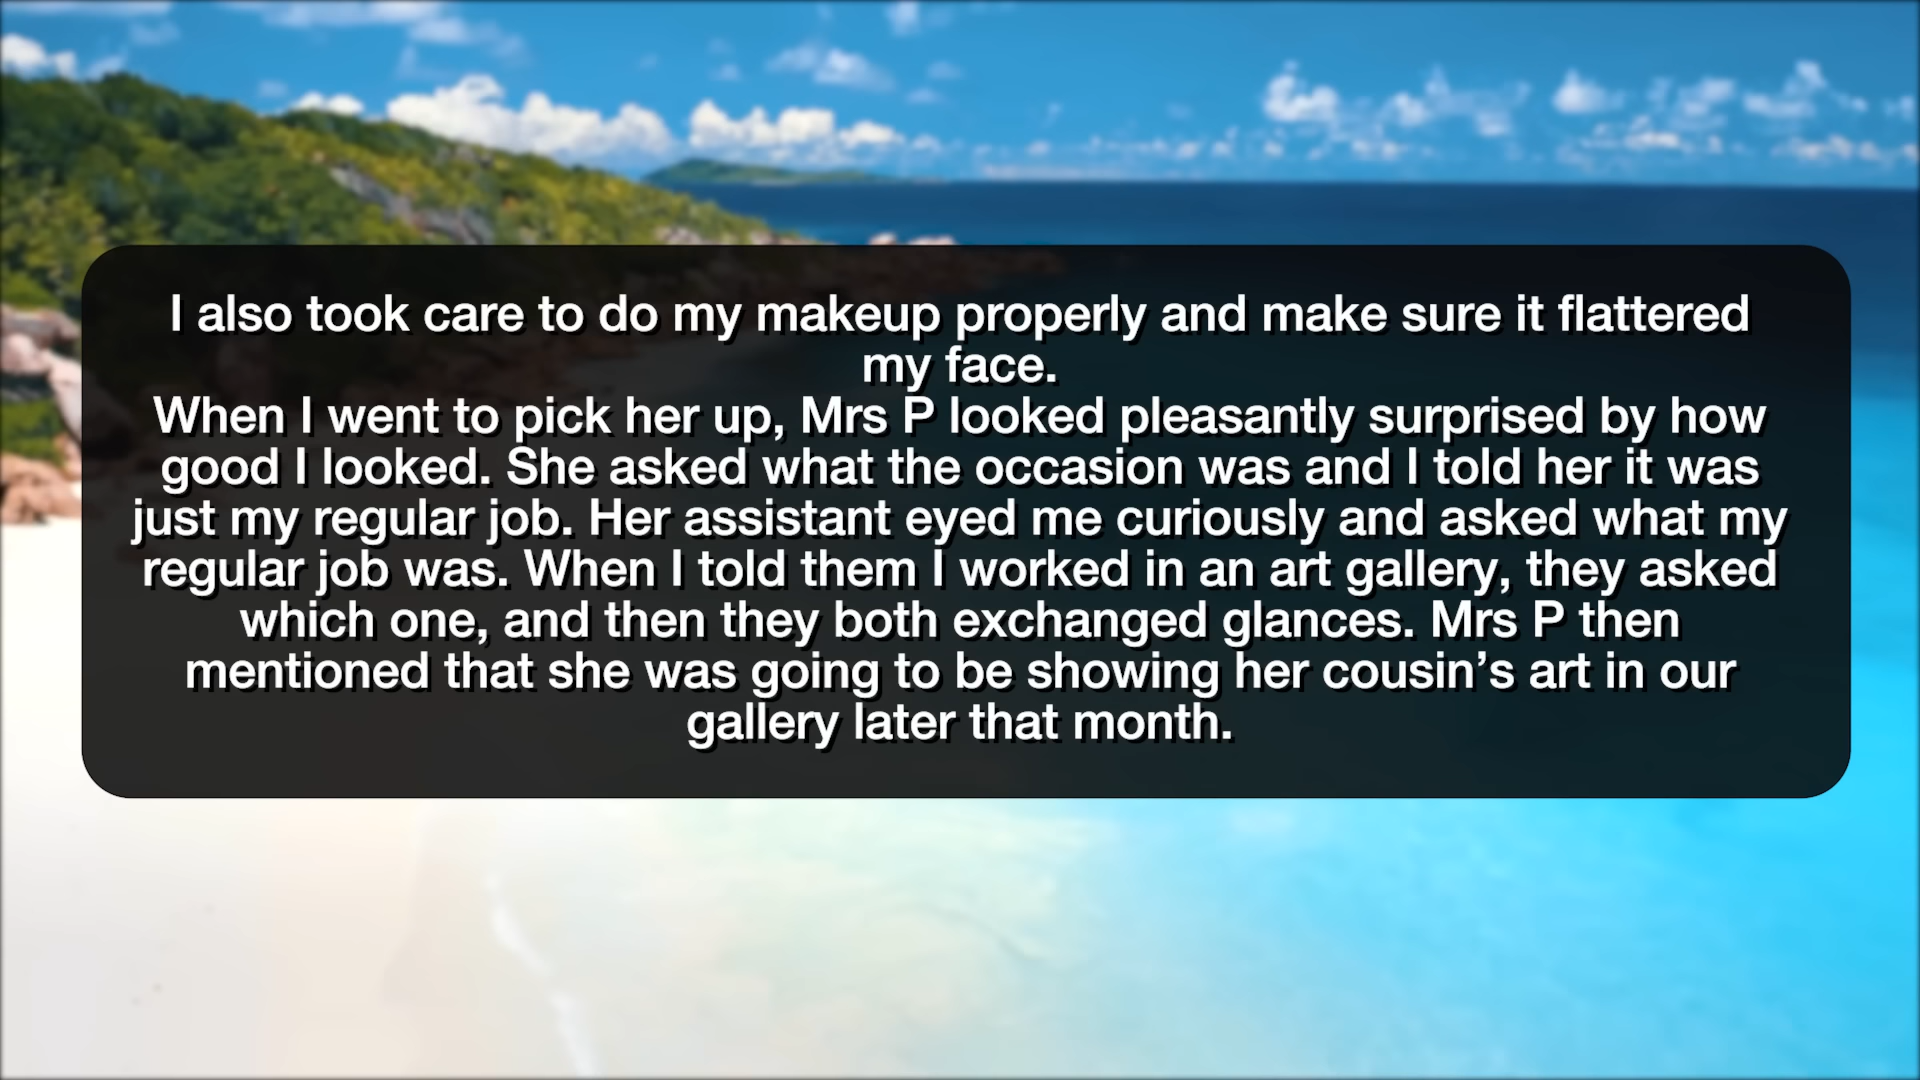 I also took care to do my makeup properly and make sure it flattered
my face.
When I went to pick her up, Mrs P looked pleasantly surprised by how
good I looked. She asked what the occasion was and I told her it was
just my regular job. Her assistant eyed me curiously and asked what my
regular job was. When I told them I worked in an art gallery, they asked
which one, and then they both exchanged glances. Mrs P then
mentioned that she was going to be showing her cousin’s art in our
gallery later that month.